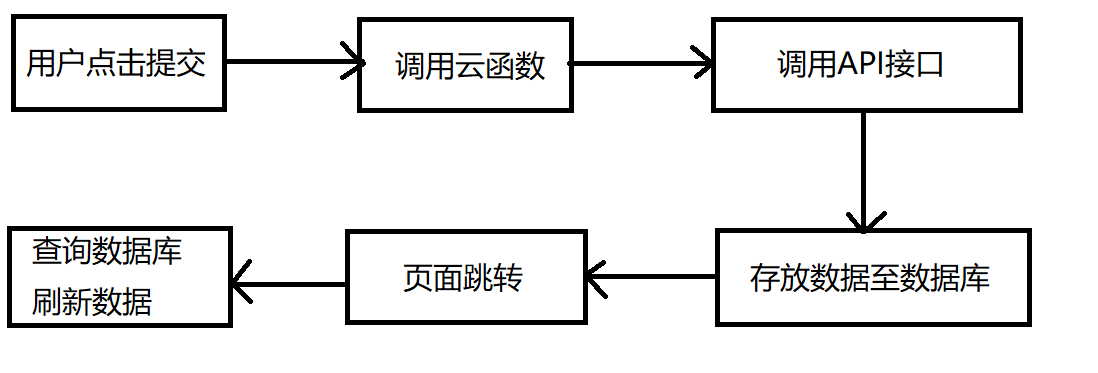 用户点击提交
调用云函数
调用API接口
存放数据至数据库
页面跳转
查询数据库
刷新数据